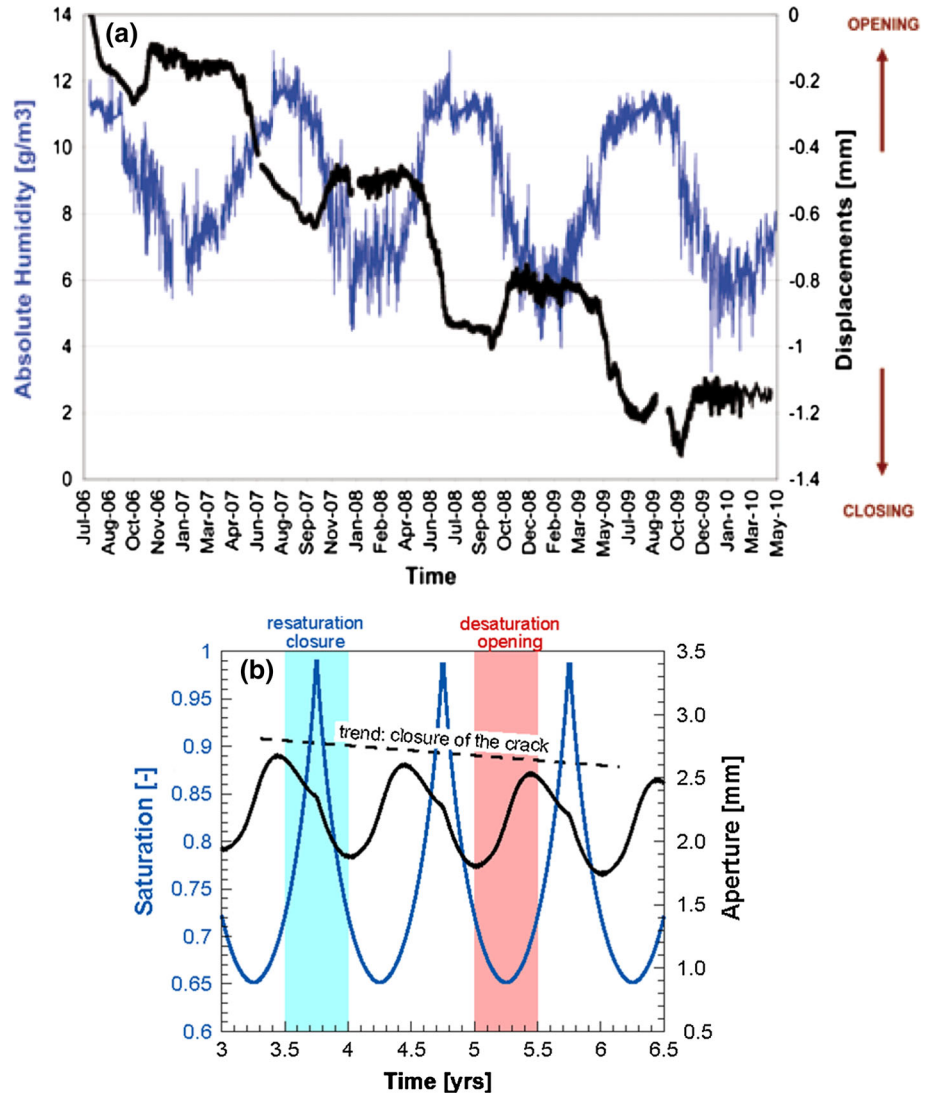 (a)
OPENING
CLOSING
Absolute Humidity [g/m3]
14
12
10
8
6
4
2
0
Displacements [mm]
0
-0.2
-0.4
-0.6
-0.8
-1
-1.2
-1.4
Jul-06
Aug-06
Oct-06
Nov-06
Jan-07
Mar-07
Apr-07
Jun-07
Jul-07
Aug-07
Oct-07
Nov-07
Jan-08
Feb-08
Apr-08
Jun-08
Jul-08
Sep-08
Oct-08
Nov-08
Feb-09
Mar-09
May-09
Jul-09
Aug-09
Oct-09
Dec-09
Jan-10
Mar-10
May-10
Time
resaturation
closure
desaturation
opening
(b)
trend: closure of the crack
Saturation [-]
1
0.95
0.9
0.85
0.8
0.75
0.7
0.65
0.6
Aperture [mm]
3.5
3.0
2.5
2.0
1.5
1.0
0.5
3
3.5
4
4.5
5
5.5
6
6.5
Time [yrs]